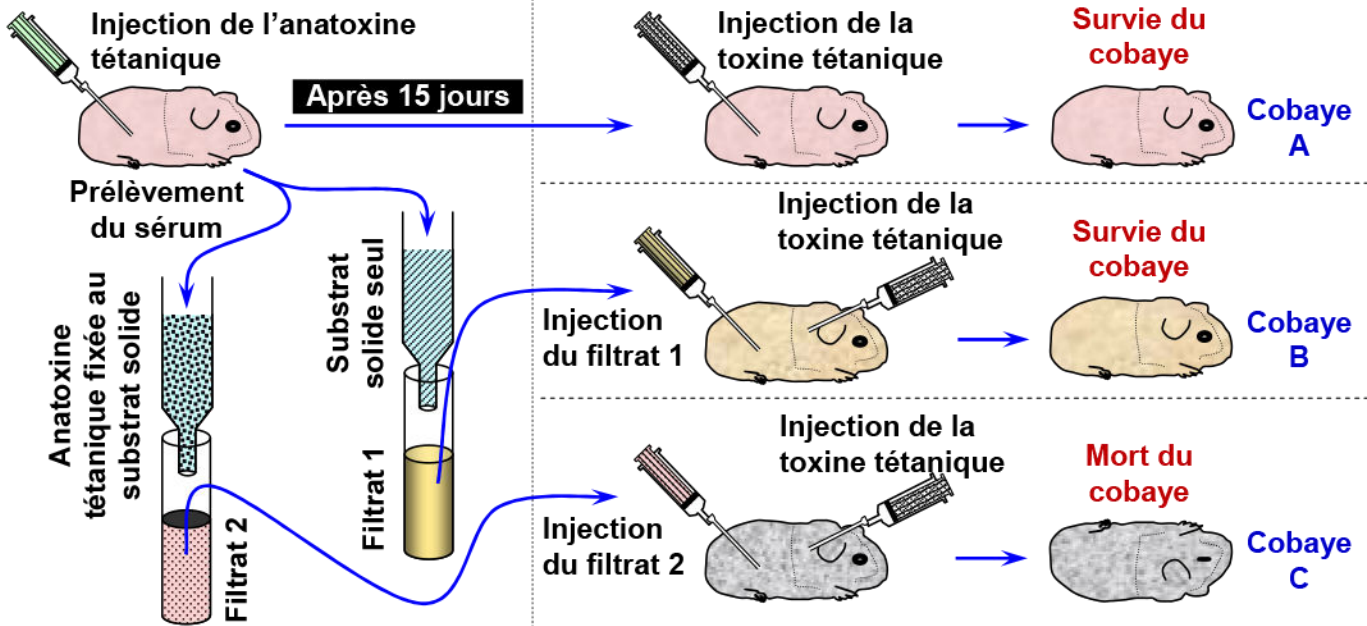 Injection de l'anatoxine
tétanique
Après 15 jours
Injection de la
toxine tétanique
Survie du
cobaye
Cobaye
A
Prélèvement
du sérum
Anatoxine
tétanique fixée au
substrat solide
Filtrat 2
Substrat
solide seul
Filtrat 1
Injection
du filtrat 1
Injection de la
toxine tétanique
Survie du
cobaye
Cobaye
B
Injection
du filtrat 2
Injection de la
toxine tétanique
Mort du
cobaye
Cobaye
C